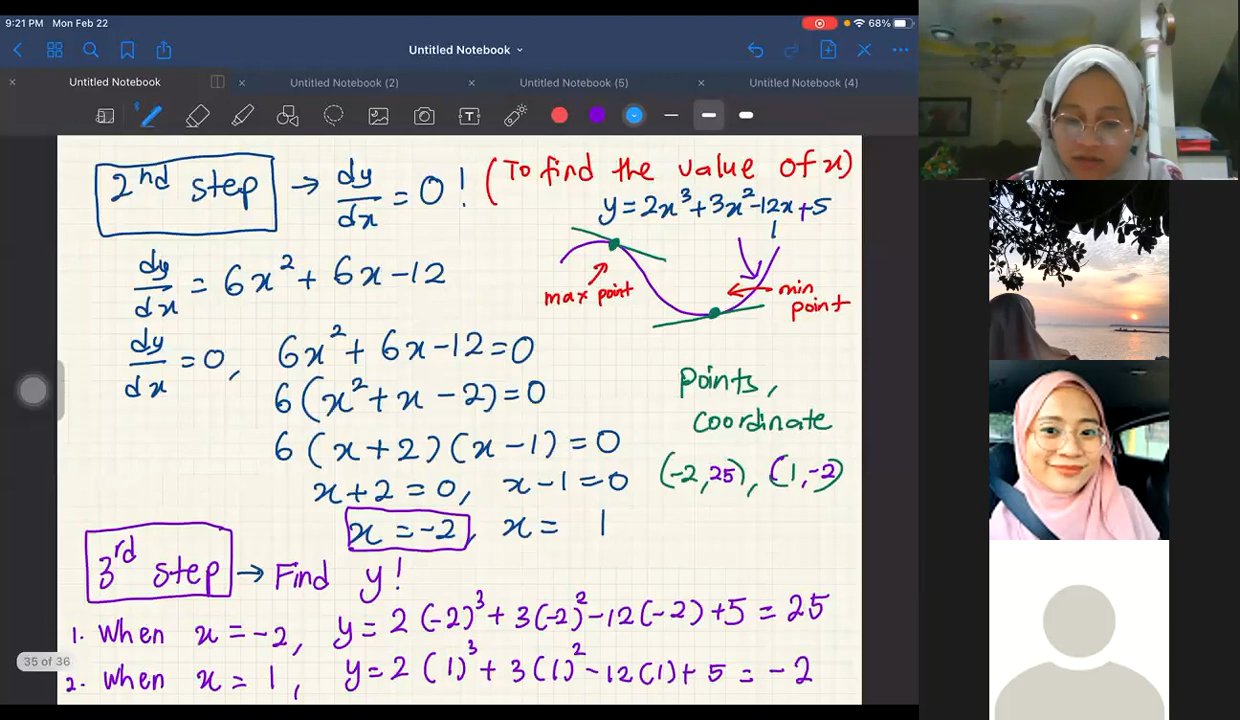 9:21 PM Mon Feb 22
68%
Untitled Notebook
Untitled Notebook
Untitled Notebook (2)
Untitled Notebook (5)
Untitled Notebook (4)
2nd step → dy/dx = 0! (To find the value of x)
y = 2x³ + 3x² - 12x + 5
dy/dx = 6x² + 6x - 12
max point
min point
dy/dx = 0, 6x² + 6x - 12 = 0
6(x² + x - 2) = 0
6(x + 2)(x - 1) = 0
x + 2 = 0, x - 1 = 0
x = -2, x = 1
points,
coordinate
(-2, 25), (1, -2)
3rd step → Find y!
1. When x = -2, y = 2(-2)³ + 3(-2)² - 12(-2) + 5 = 25
2. When x = 1, y = 2(1)³ + 3(1)² - 12(1) + 5 = -2
35 of 36